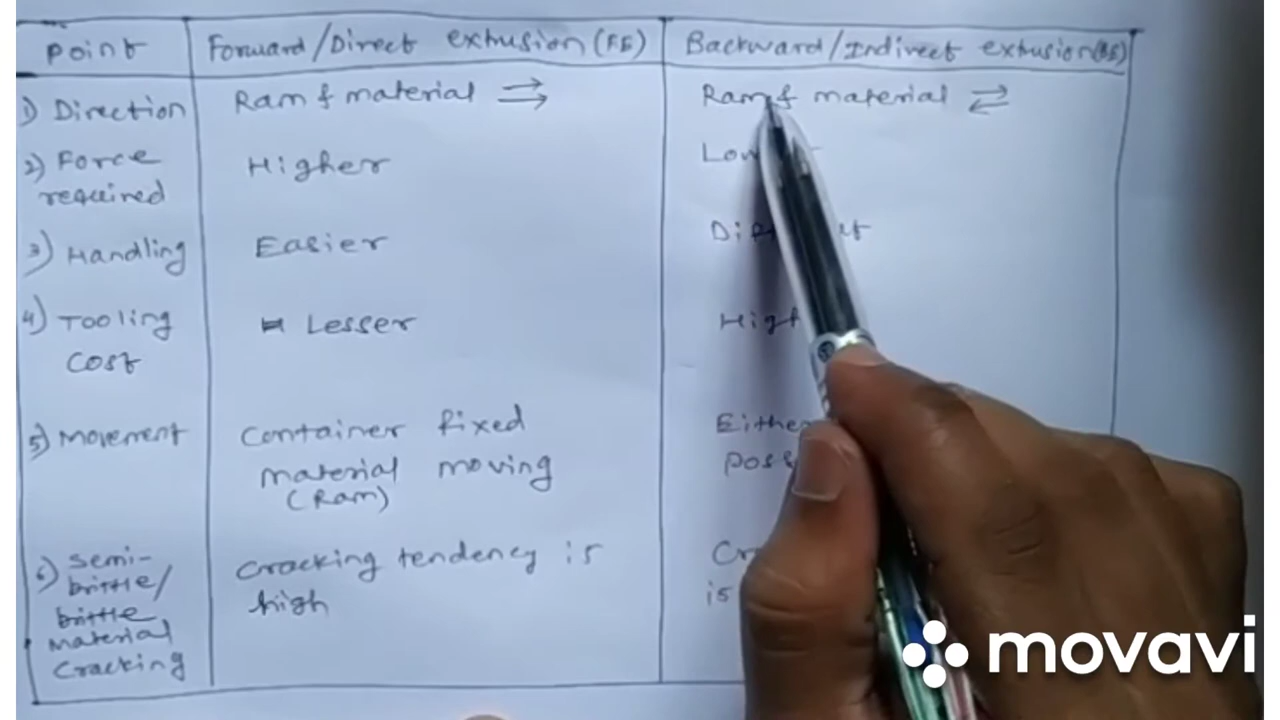 Point Forward/Direct extrusion (FE) Backward/Indirect extrusion(BE)
1) Direction Ram & material Ram & material
2) Force Higher
required
3) Handling Easier
4) Tooling Lesser
cost
5) Movement Container fixed
material moving
(Ram)
6) Semi- Cracking tendency is
brittle/ high is
brittle
material
cracking
movavi